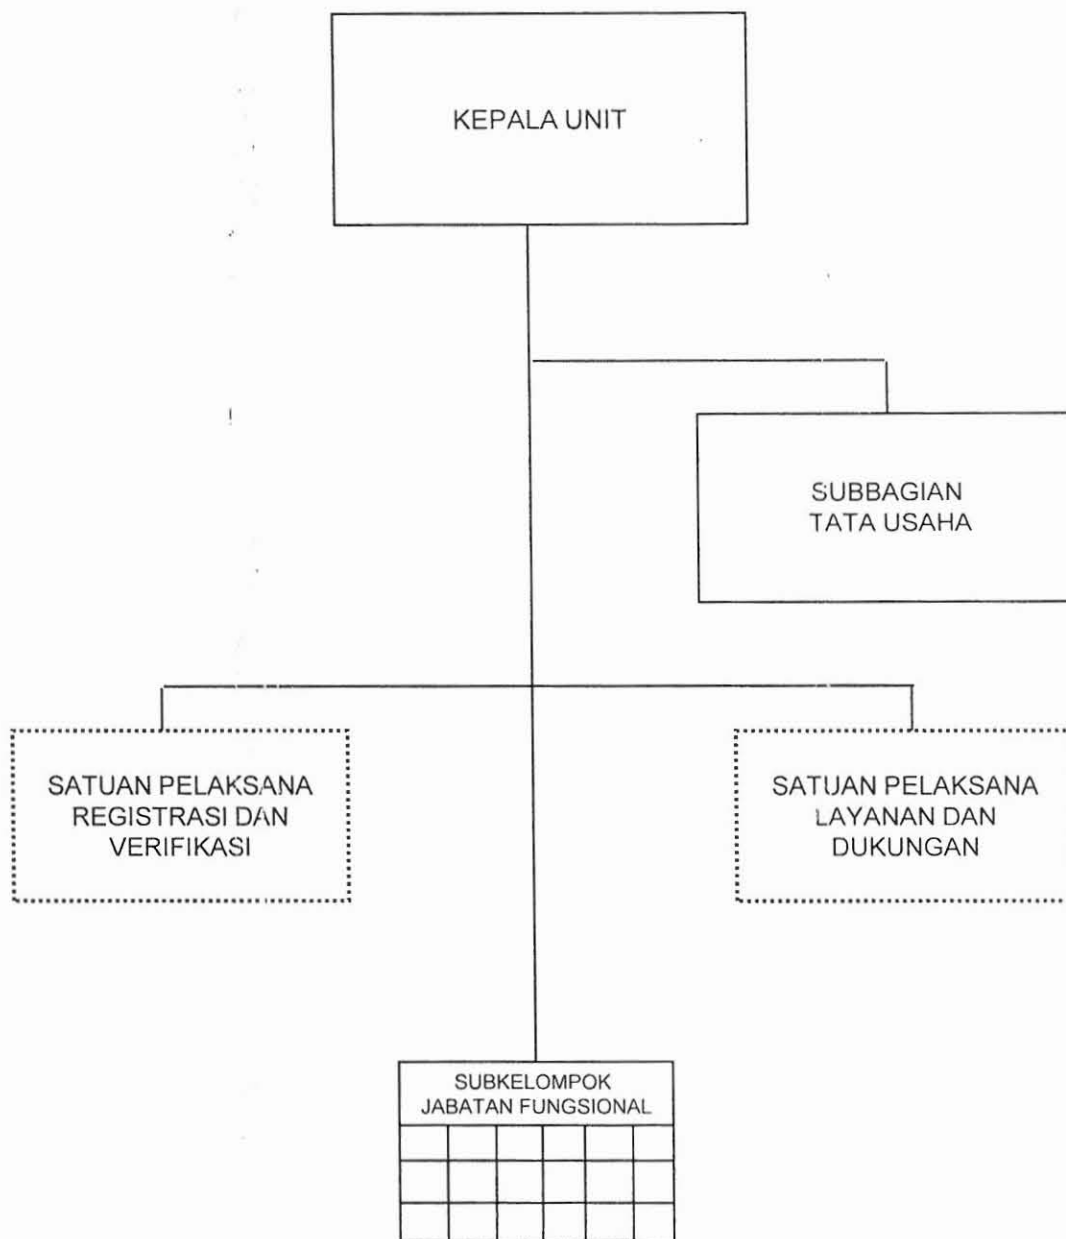 KEPALA UNIT
SUBBAGIAN
TATA USAHA
SATUAN PELAKSANA
REGISTRASI DAN
VERIFIKASI
SATUAN PELAKSANA
LAYANAN DAN
DUKUNGAN
SUBKELOMPOK
JABATAN FUNGSIONAL